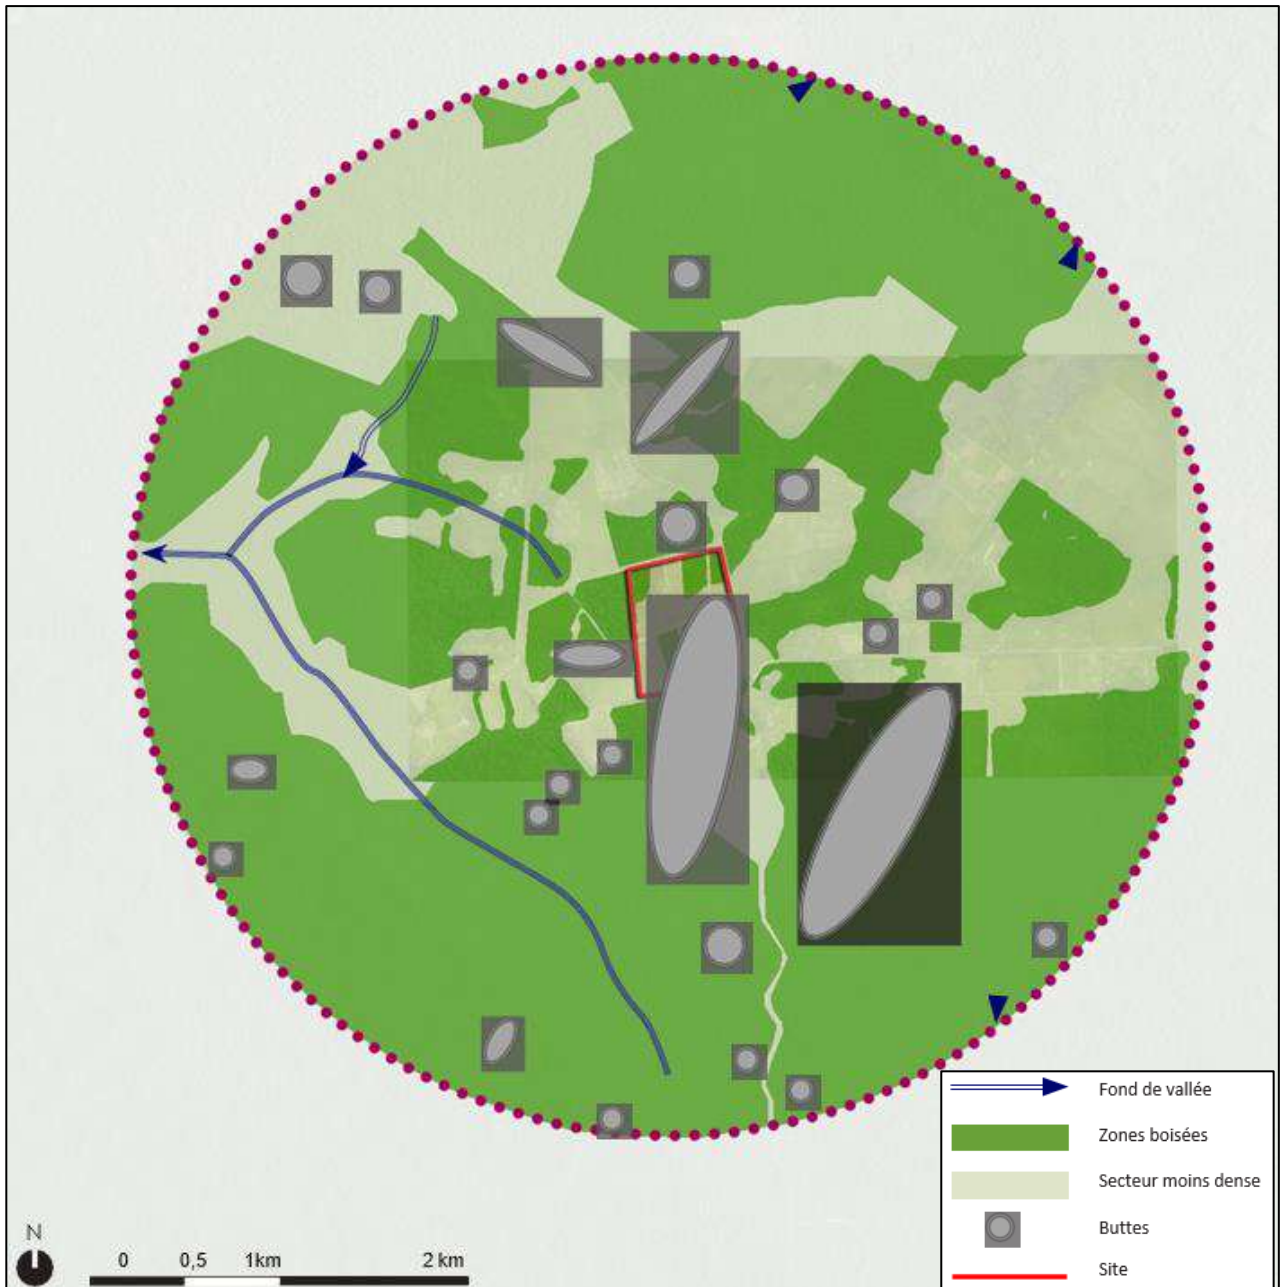 Fond de vallée
Zones boisées
Secteur moins dense
Buttes
Site
N
0 0,5 1km 2 km